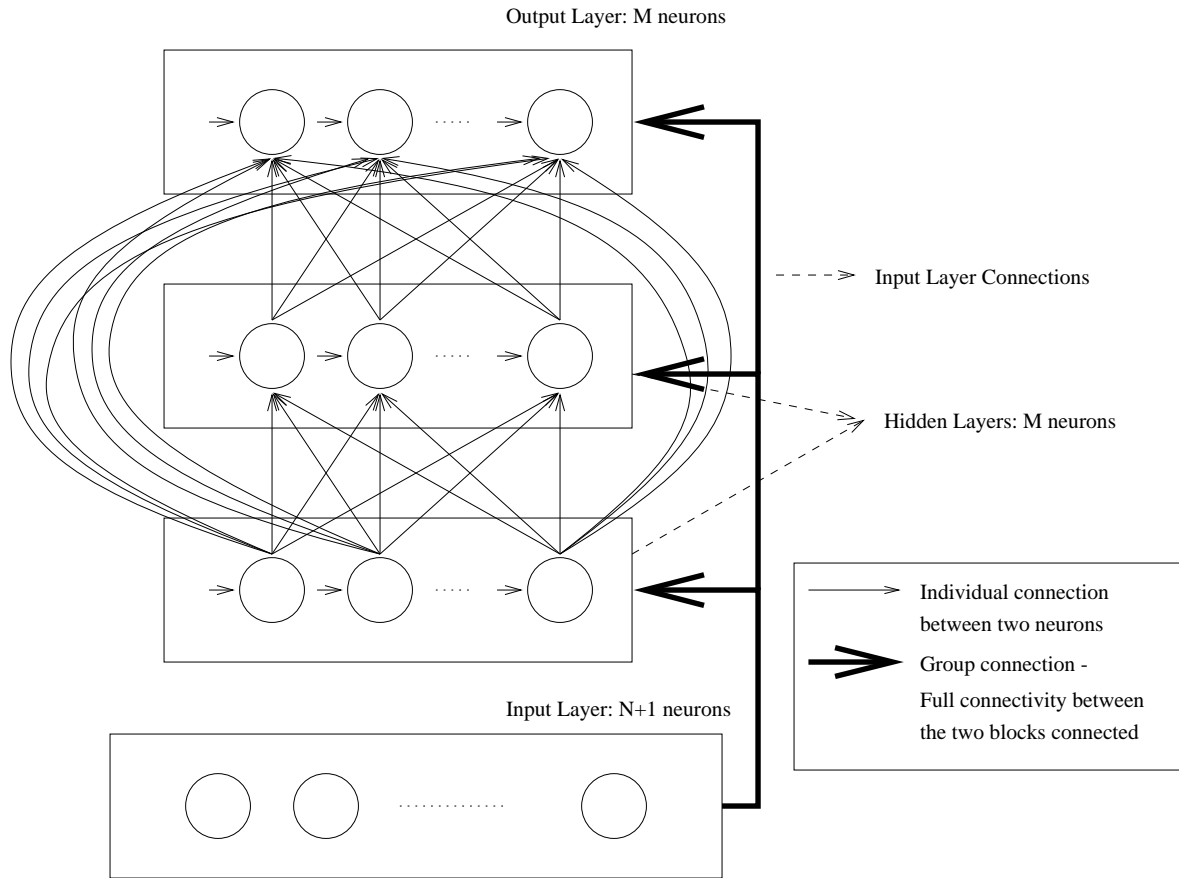 Output Layer: M neurons
Input Layer Connections
Hidden Layers: M neurons
Individual connection
between two neurons
Group connection -
Full connectivity between
the two blocks connected
Input Layer: N+1 neurons